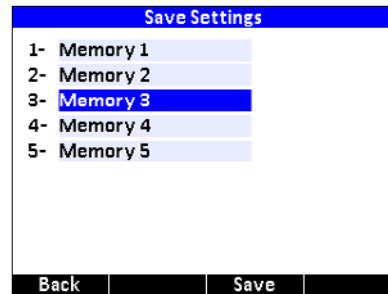 Save Settings
1- Memory 1
2- Memory 2
3- Memory 3
4- Memory 4
5- Memory 5
Back Save